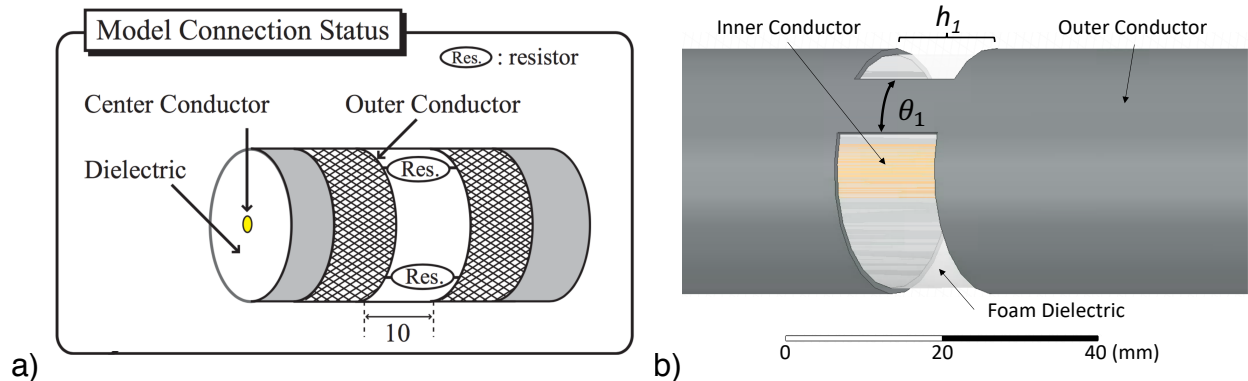 Model Connection Status
Res. : resistor
Center Conductor
Outer Conductor
Dielectric
Res.
Res.
10
a)
Inner Conductor
h1
Outer Conductor
θ1
Foam Dielectric
0 20 40 (mm)
b)